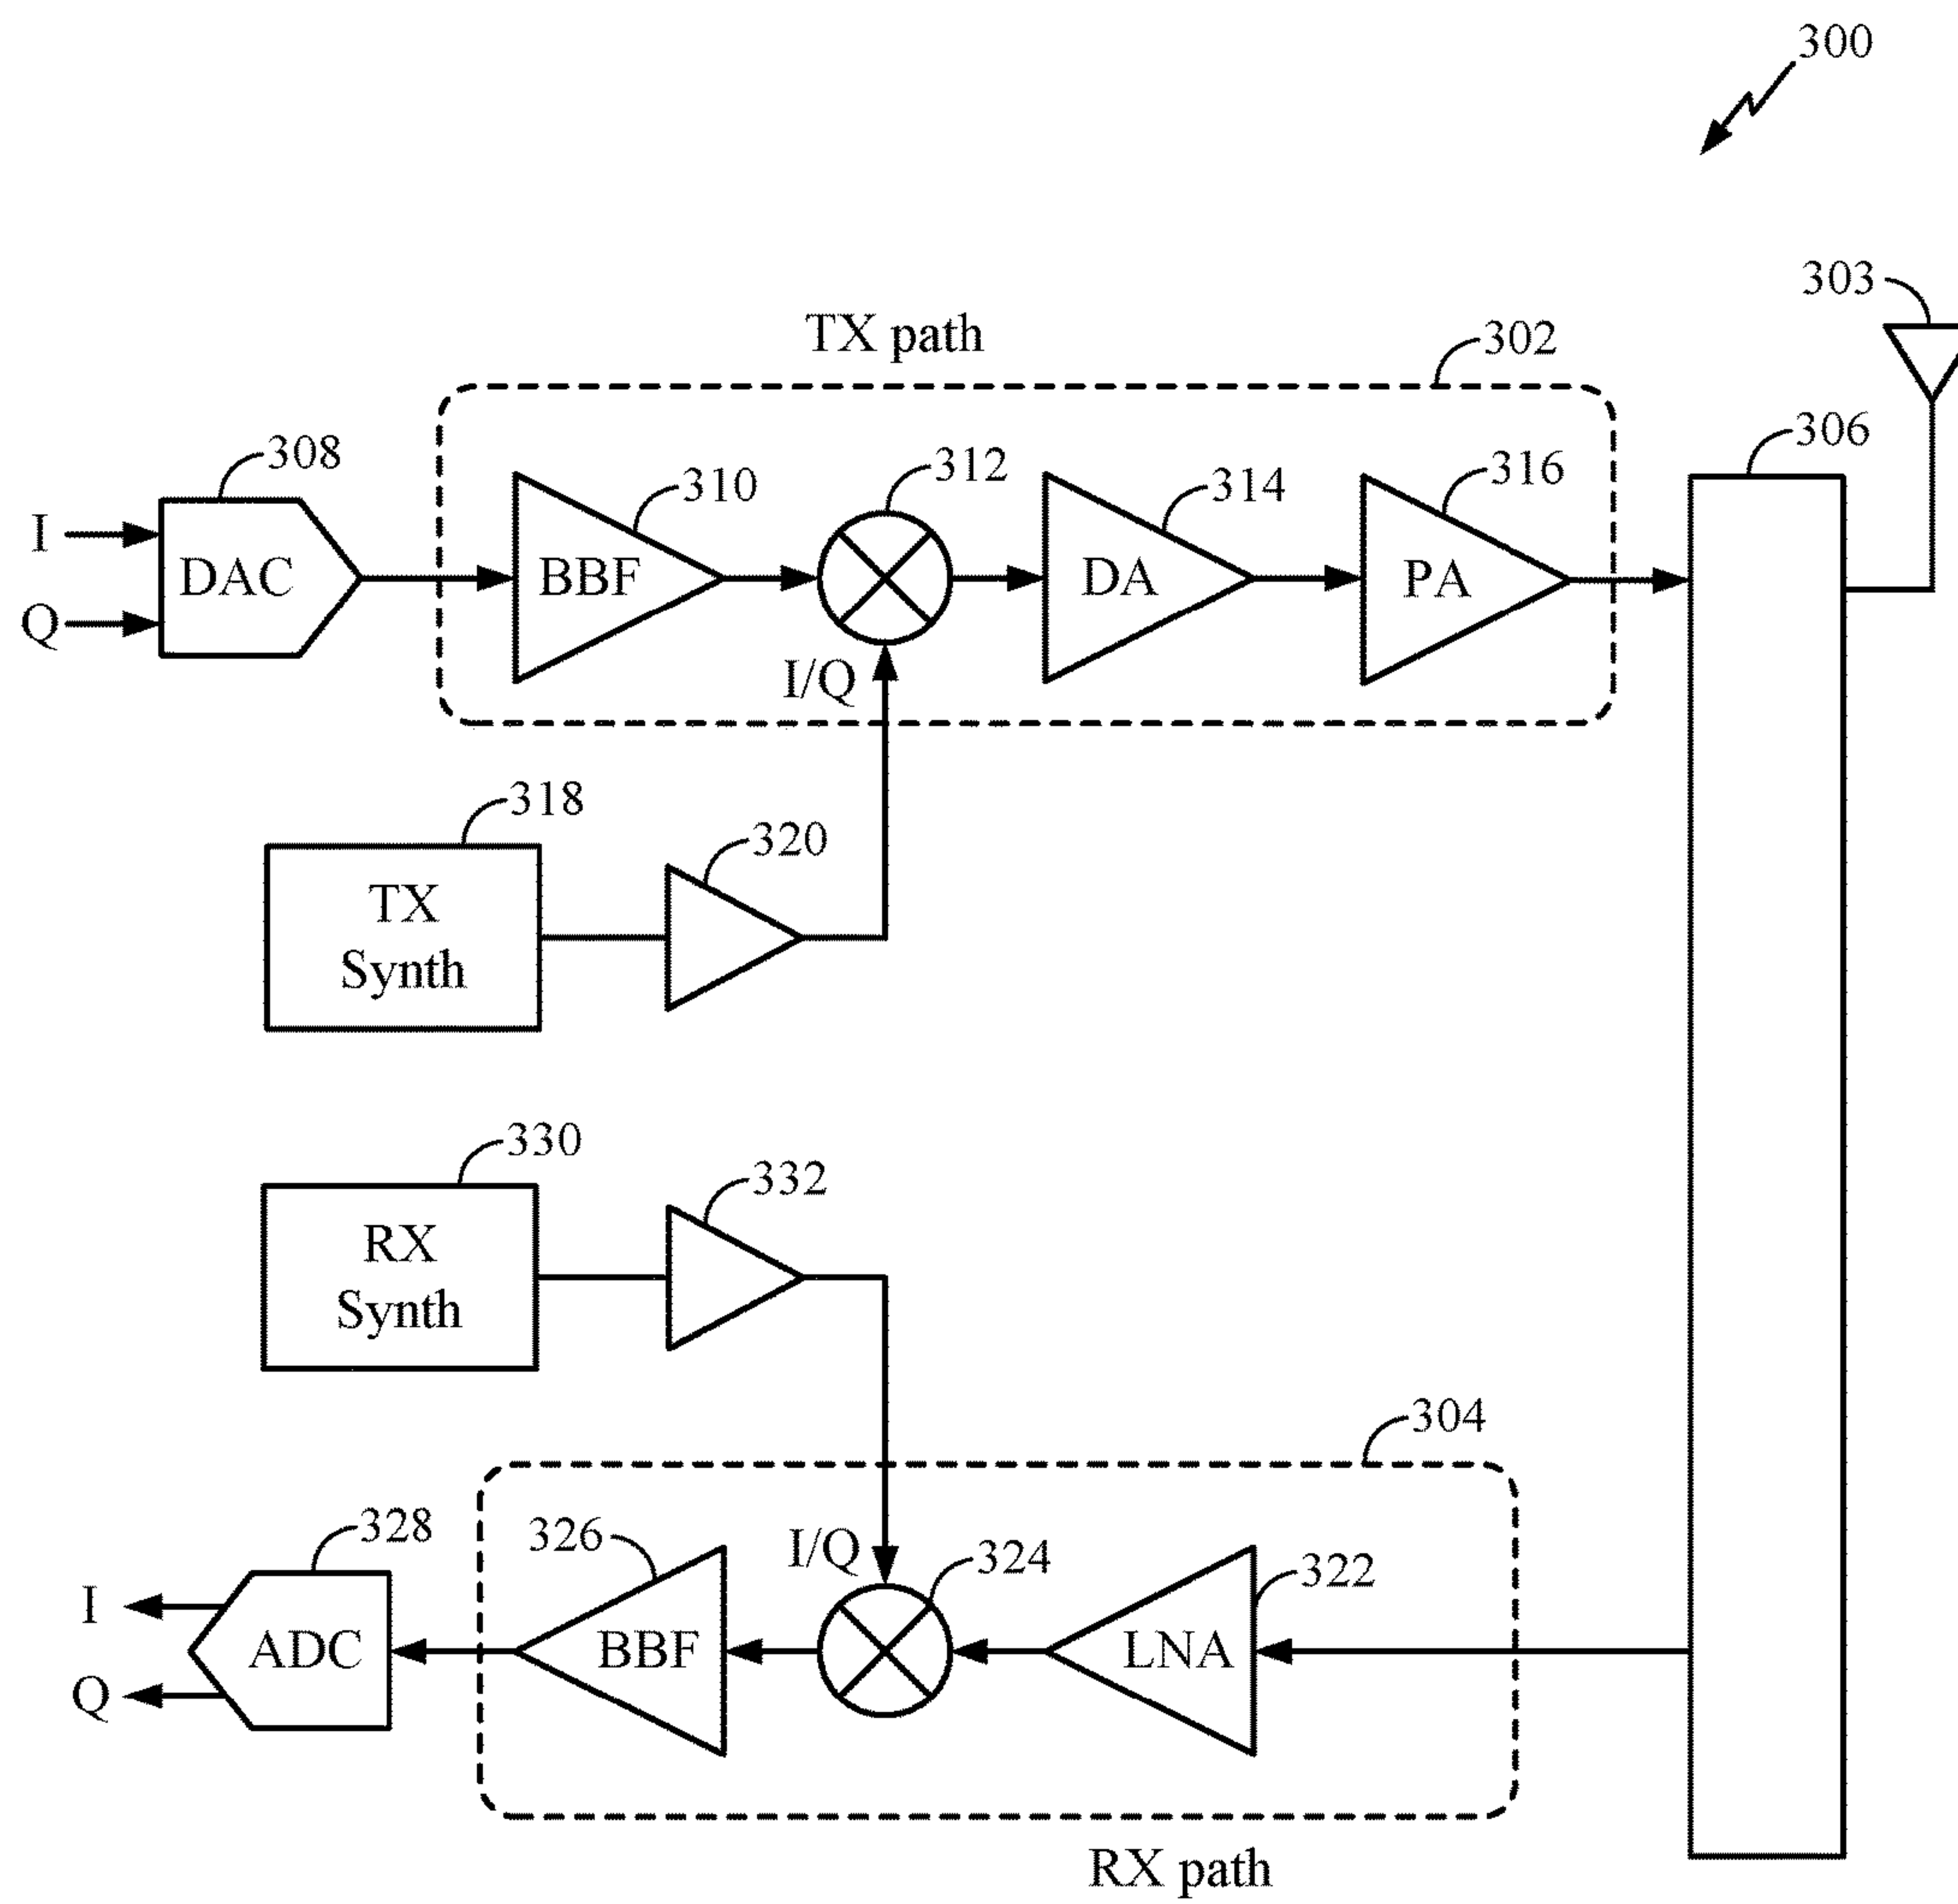 300
303
TX path
302
306
308
310
312
314
316
I
Q
DAC
BBF
DA
PA
I/Q
318
320
TX
Synth
330
332
RX
Synth
304
328
326
I/Q
324
322
I
Q
ADC
BBF
LNA
RX path